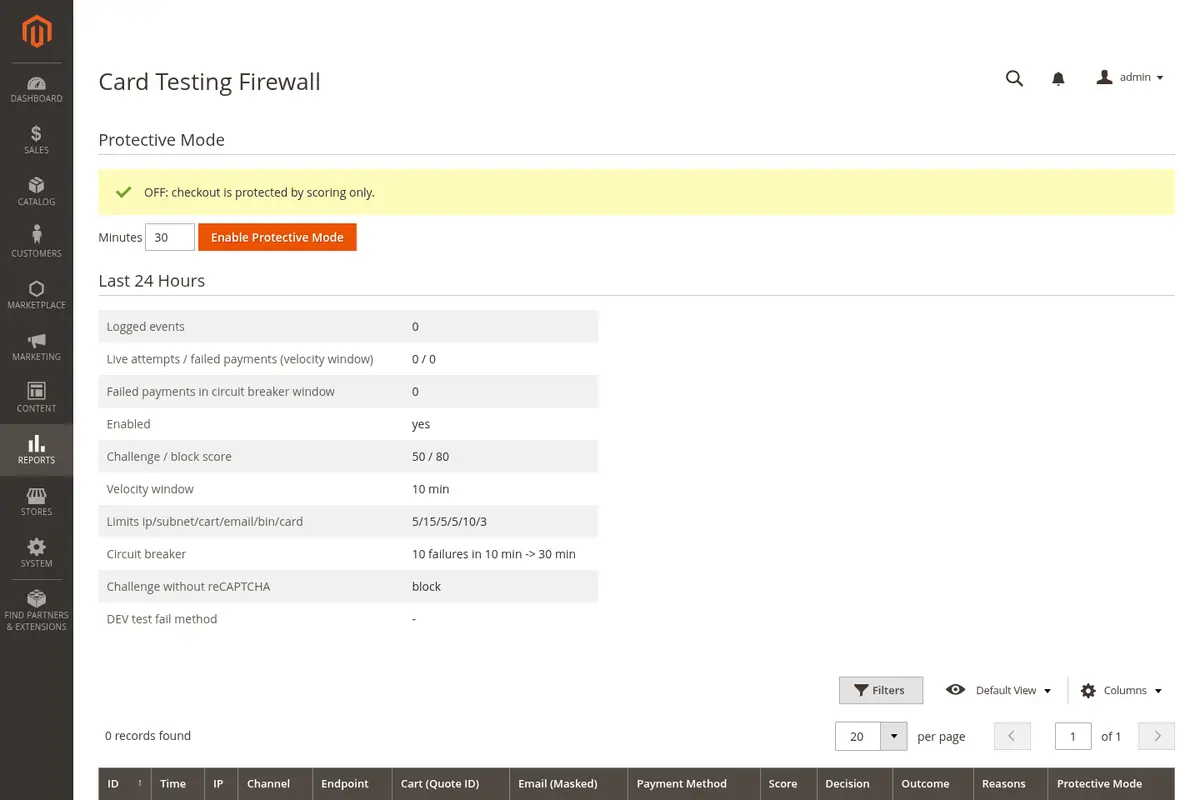 Card Testing Firewall
admin
DASHBOARD
SALES
CATALOG
CUSTOMERS
MARKETPLACE
MARKETING
CONTENT
REPORTS
STORES
SYSTEM
FIND PARTNERS
& EXTENSIONS
Protective Mode
OFF: checkout is protected by scoring only.
Minutes 30 Enable Protective Mode
Last 24 Hours
Logged events 0
Live attempts / failed payments (velocity window) 0 / 0
Failed payments in circuit breaker window 0
Enabled yes
Challenge / block score 50 / 80
Velocity window 10 min
Limits ip/subnet/cart/email/bin/card 5/15/5/5/10/3
Circuit breaker 10 failures in 10 min -> 30 min
Challenge without reCAPTCHA block
DEV test fail method -
Filters Default View Columns
0 records found 20 per page 1 of 1
ID ↑ Time IP Channel Endpoint Cart (Quote ID) Email (Masked) Payment Method Score Decision Outcome Reasons Protective Mode